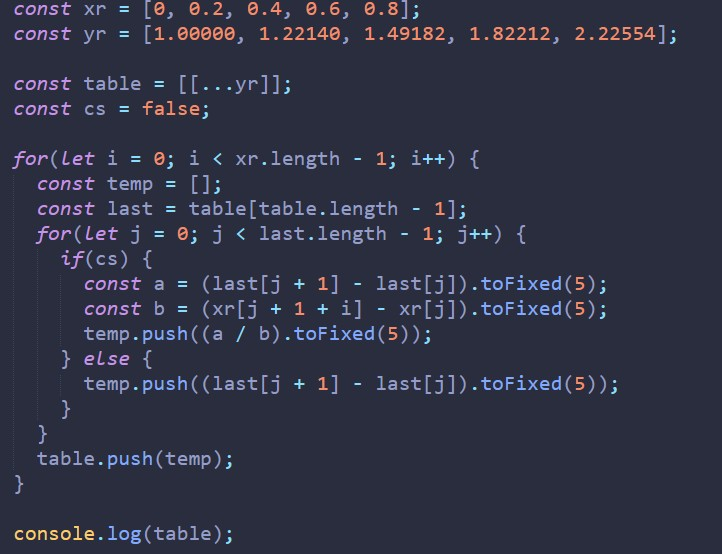 const xr = [0, 0.2, 0.4, 0.6, 0.8];
const yr = [1.00000, 1.22140, 1.49182, 1.82212, 2.22554];

const table = [[...yr]];
const cs = false;

for(let i = 0; i < xr.length - 1; i++) {
  const temp = [];
  const last = table[table.length - 1];
  for(let j = 0; j < last.length - 1; j++) {
    if(cs) {
      const a = (last[j + 1] - last[j]).toFixed(5);
      const b = (xr[j + 1 + i] - xr[j]).toFixed(5);
      temp.push((a / b).toFixed(5));
    } else {
      temp.push((last[j + 1] - last[j]).toFixed(5));
    }
  }
  table.push(temp);
}

console.log(table);